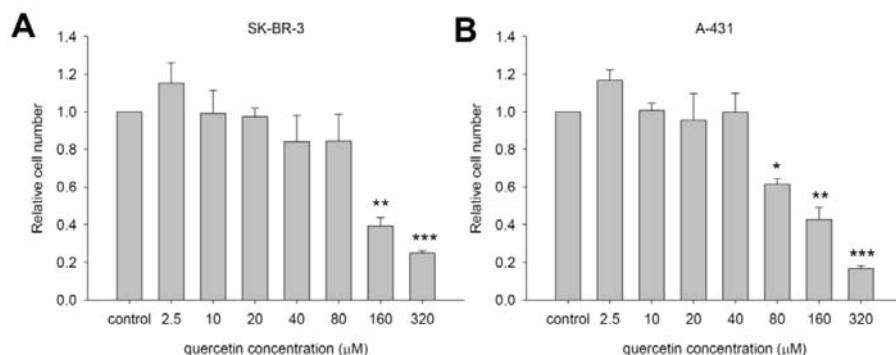 A
SK-BR-3
Relative cell number
1.4
1.2
1.0
0.8
0.6
0.4
0.2
0.0
**
***
control 2.5 10 20 40 80 160 320
quercetin concentration (µM)
B
A-431
Relative cell number
1.4
1.2
1.0
0.8
0.6
0.4
0.2
0.0
*
**
***
control 2.5 10 20 40 80 160 320
quercetin concentration (µM)